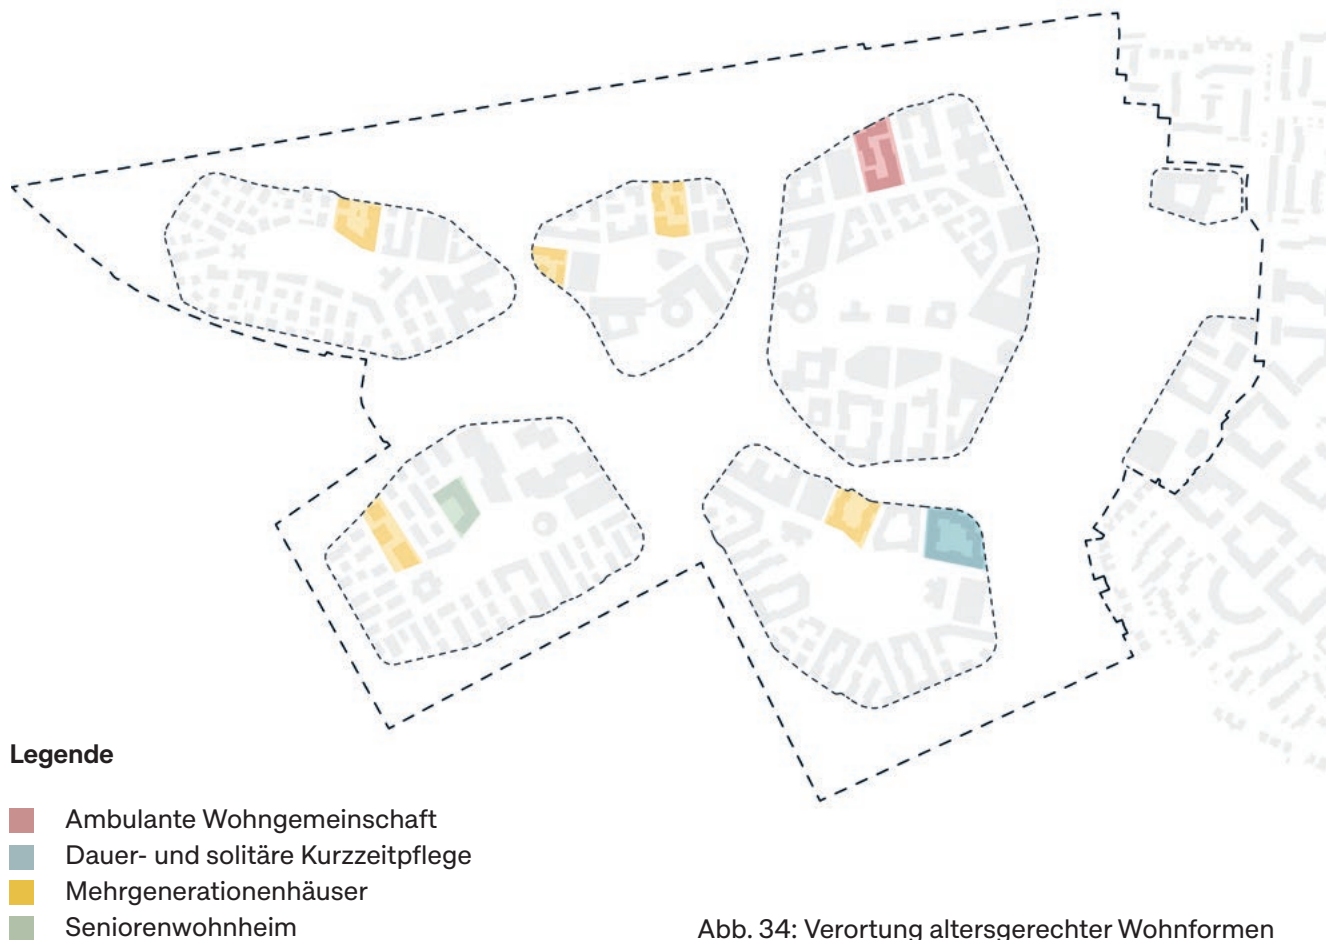 Legende
Ambulante Wohngemeinschaft
Dauer- und solitäre Kurzzeitpflege
Mehrgenerationenhäuser
Seniorenwohnheim
Abb. 34: Verortung altersgerechter Wohnformen